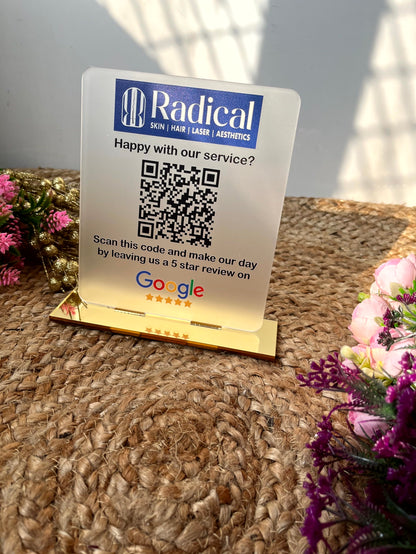 Radical
SKIN | HAIR | LASER | AESTHETICS
Happy with our service?
Scan this code and make our day
by leaving us a 5 star review on
Google